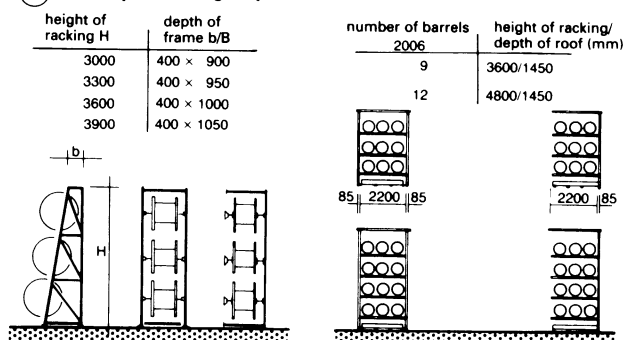 height of racking H | depth of frame b/B
3000 | 400 × 900
3300 | 400 × 950
3600 | 400 × 1000
3900 | 400 × 1050
number of barrels 2006 | height of racking/ depth of roof (mm)
9 | 3600/1450
12 | 4800/1450
b
H
85 2200 85
2200 85